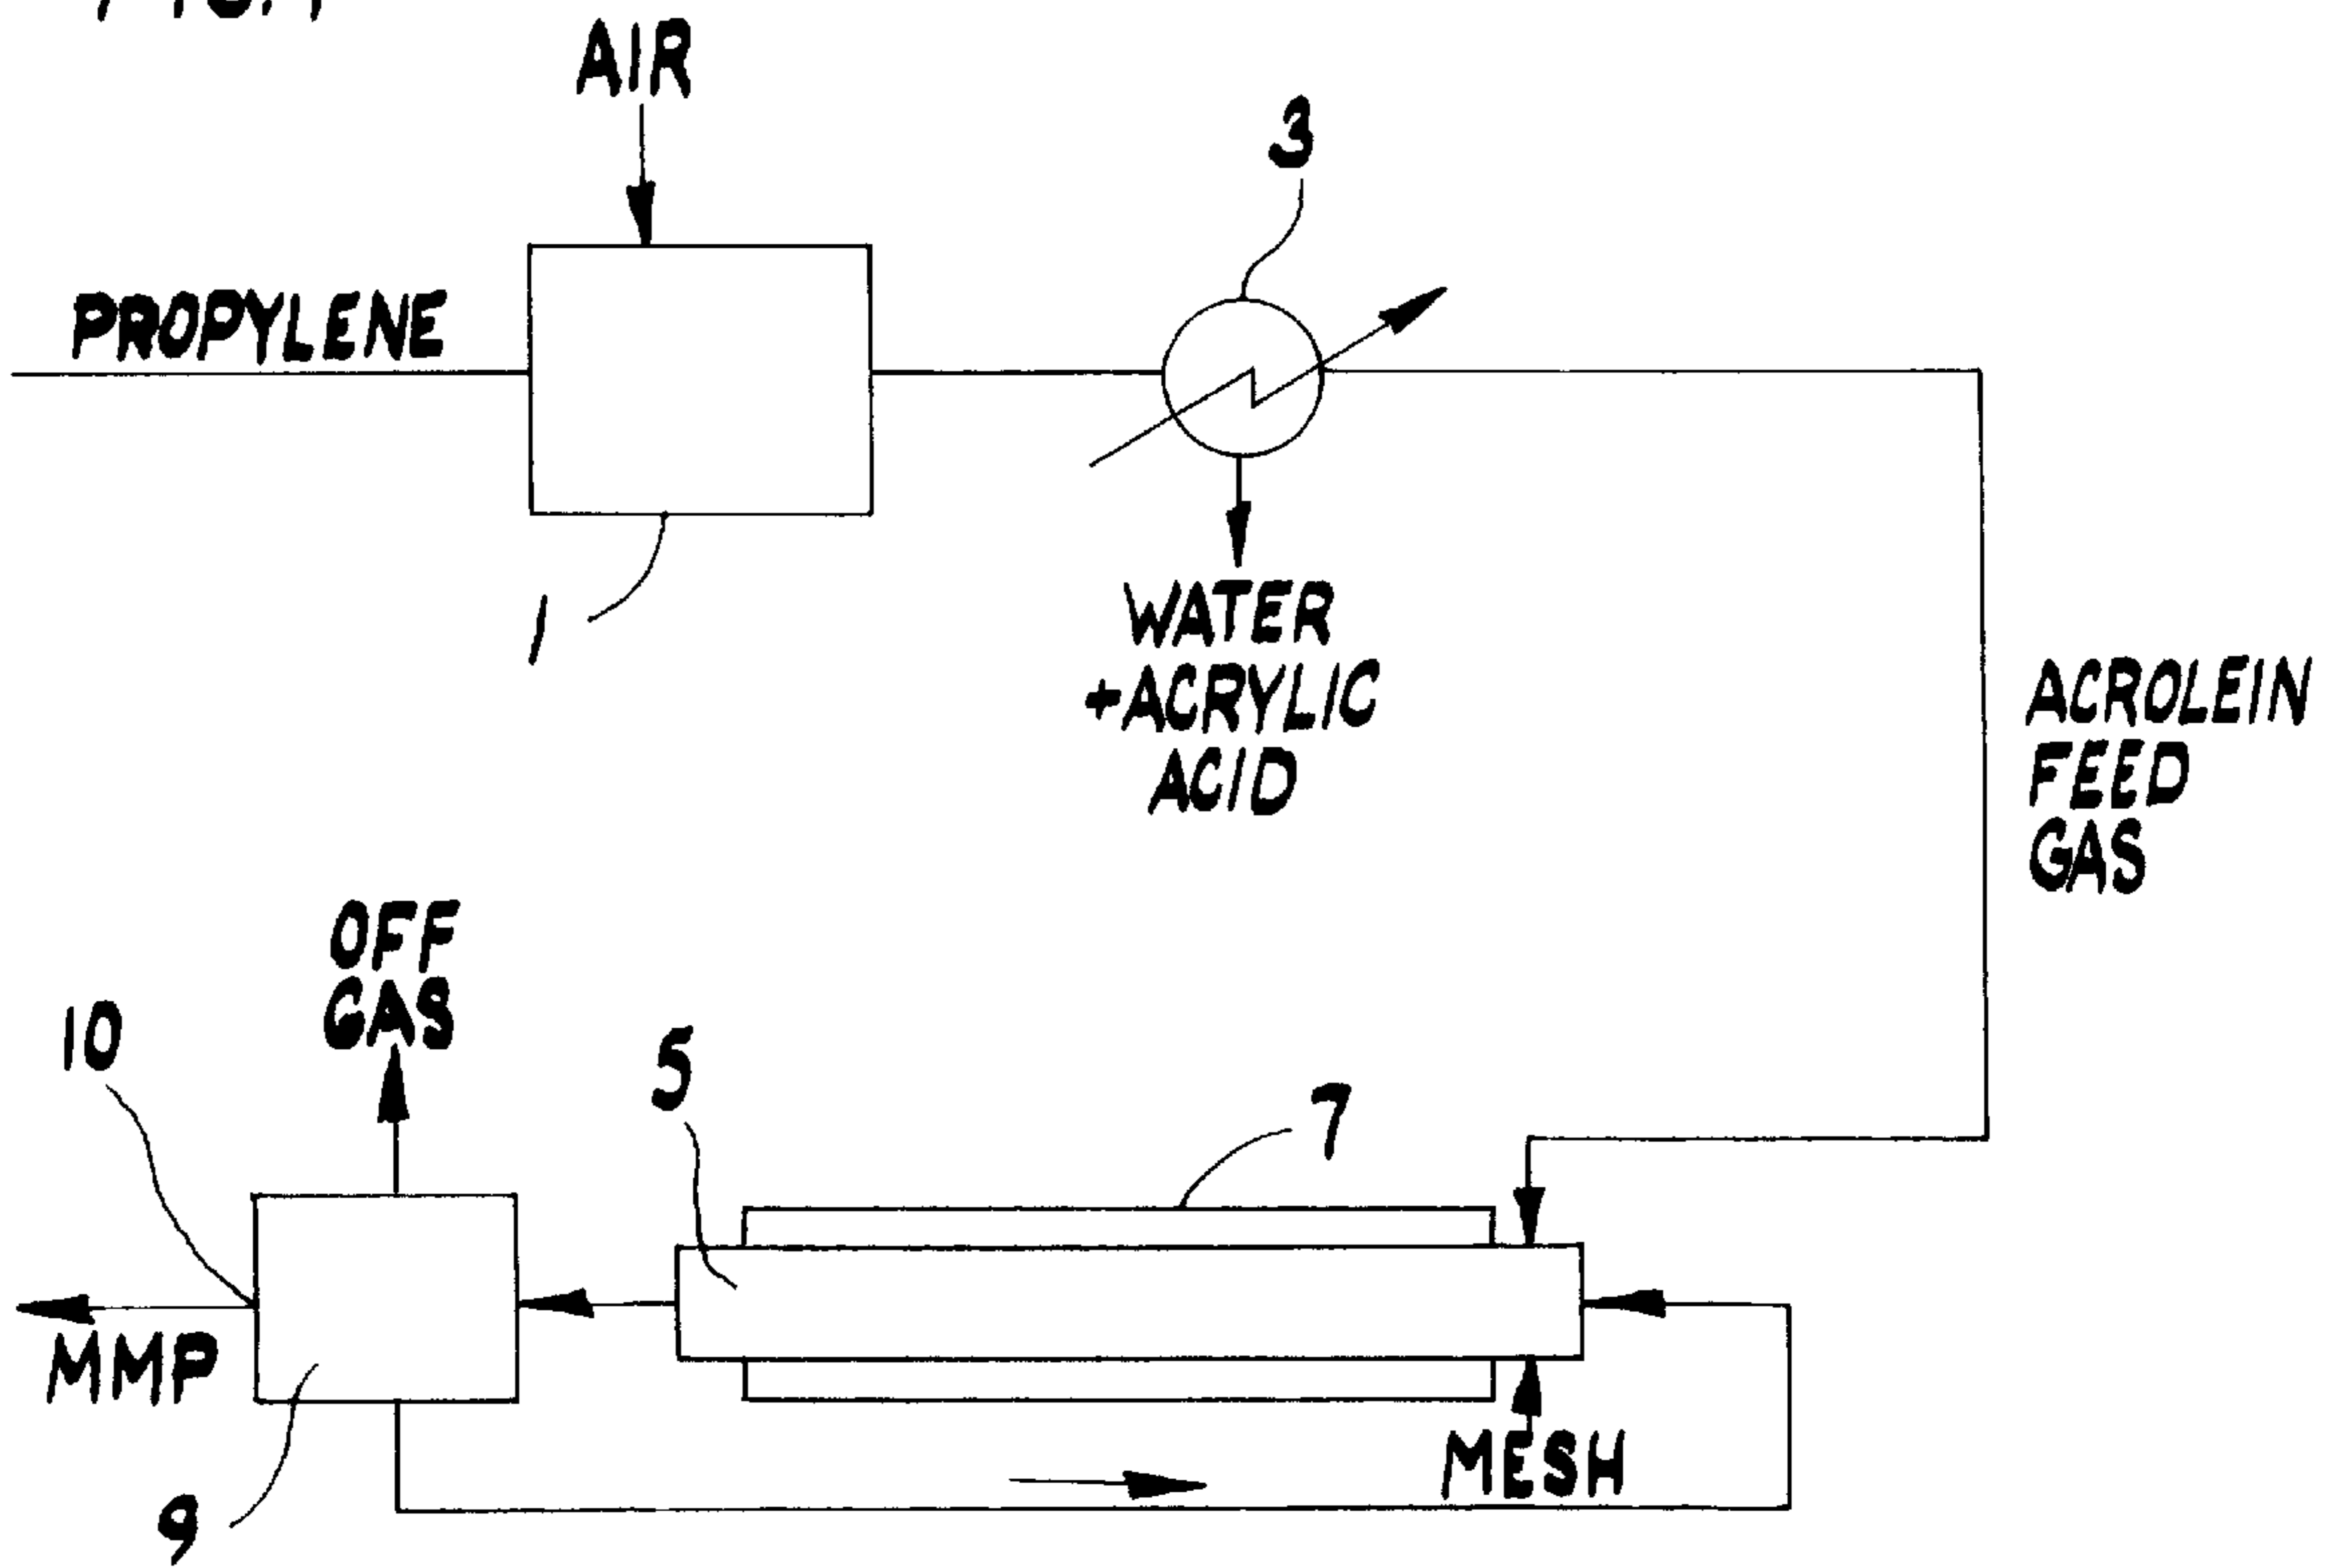 AIR
3
PROPYLENE
1
WATER
+ACRYLIC
ACID
ACROLEIN
FEED
GAS
OFF
GAS
10
5
7
MMP
MESH
9